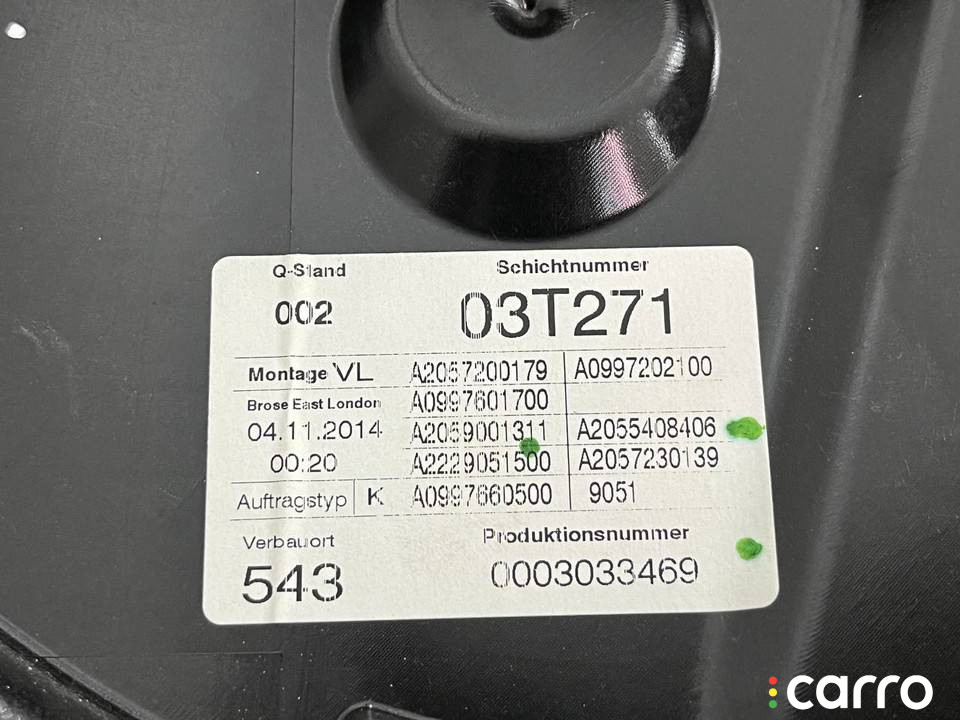 Q-Stand Schichtnummer
002 03T271
Montage VL A2057200179 A0997202100
Brose East London A0997601700
04.11.2014 A2059001311 A2055408406
00:20 A2229051500 A2057230139
Auftragstyp K A0997660500 9051
Verbauort Produktionsnummer
543 0003033469
carro